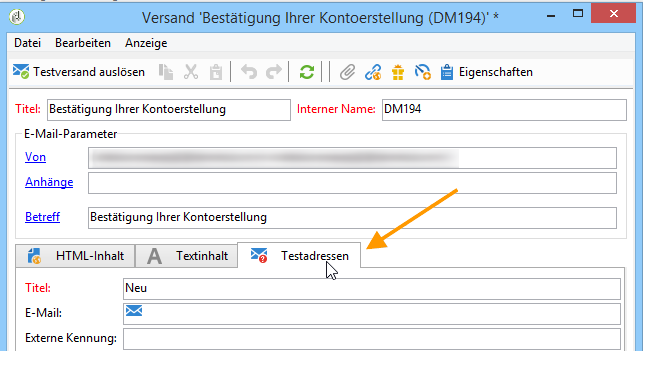 Versand 'Bestätigung Ihrer Kontoerstellung (DM194)' *
Datei Bearbeiten Anzeige
Testversand auslösen Eigenschaften
Titel: Bestätigung Ihrer Kontoerstellung Interner Name: DM194
E-Mail-Parameter
Von
Anhänge
Betreff Bestätigung Ihrer Kontoerstellung
HTML-Inhalt A Textinhalt Testadressen
Titel: Neu
E-Mail:
Externe Kennung: